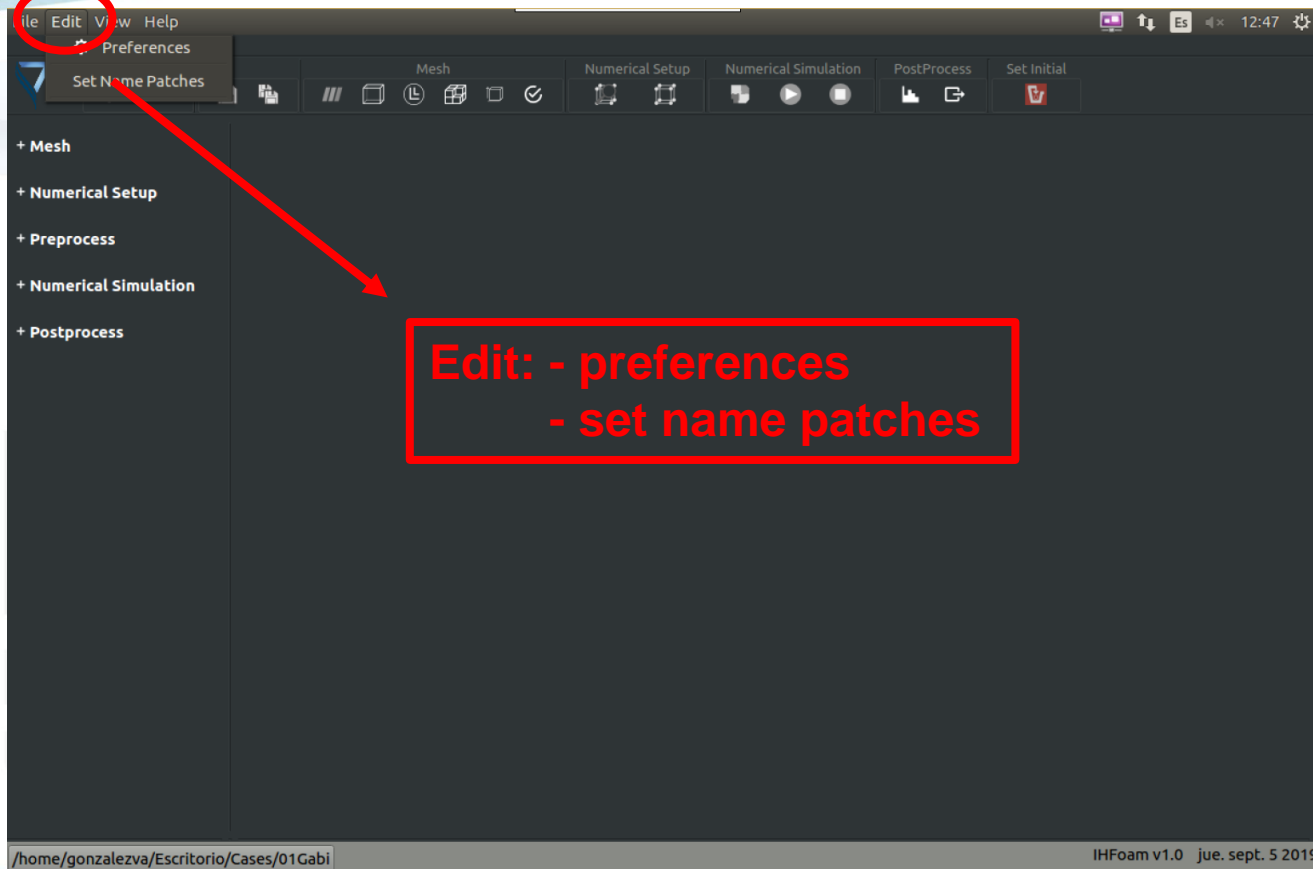 File Edit View Help
Es 12:47
Preferences
Set Name Patches
Mesh Numerical Setup Numerical Simulation PostProcess Set Initial
+ Mesh
+ Numerical Setup
+ Preprocess
+ Numerical Simulation
+ Postprocess
Edit: - preferences
- set name patches
/home/gonzalezva/Escritorio/Cases/01Gabi
IHFoam v1.0 jue. sept. 5 2019